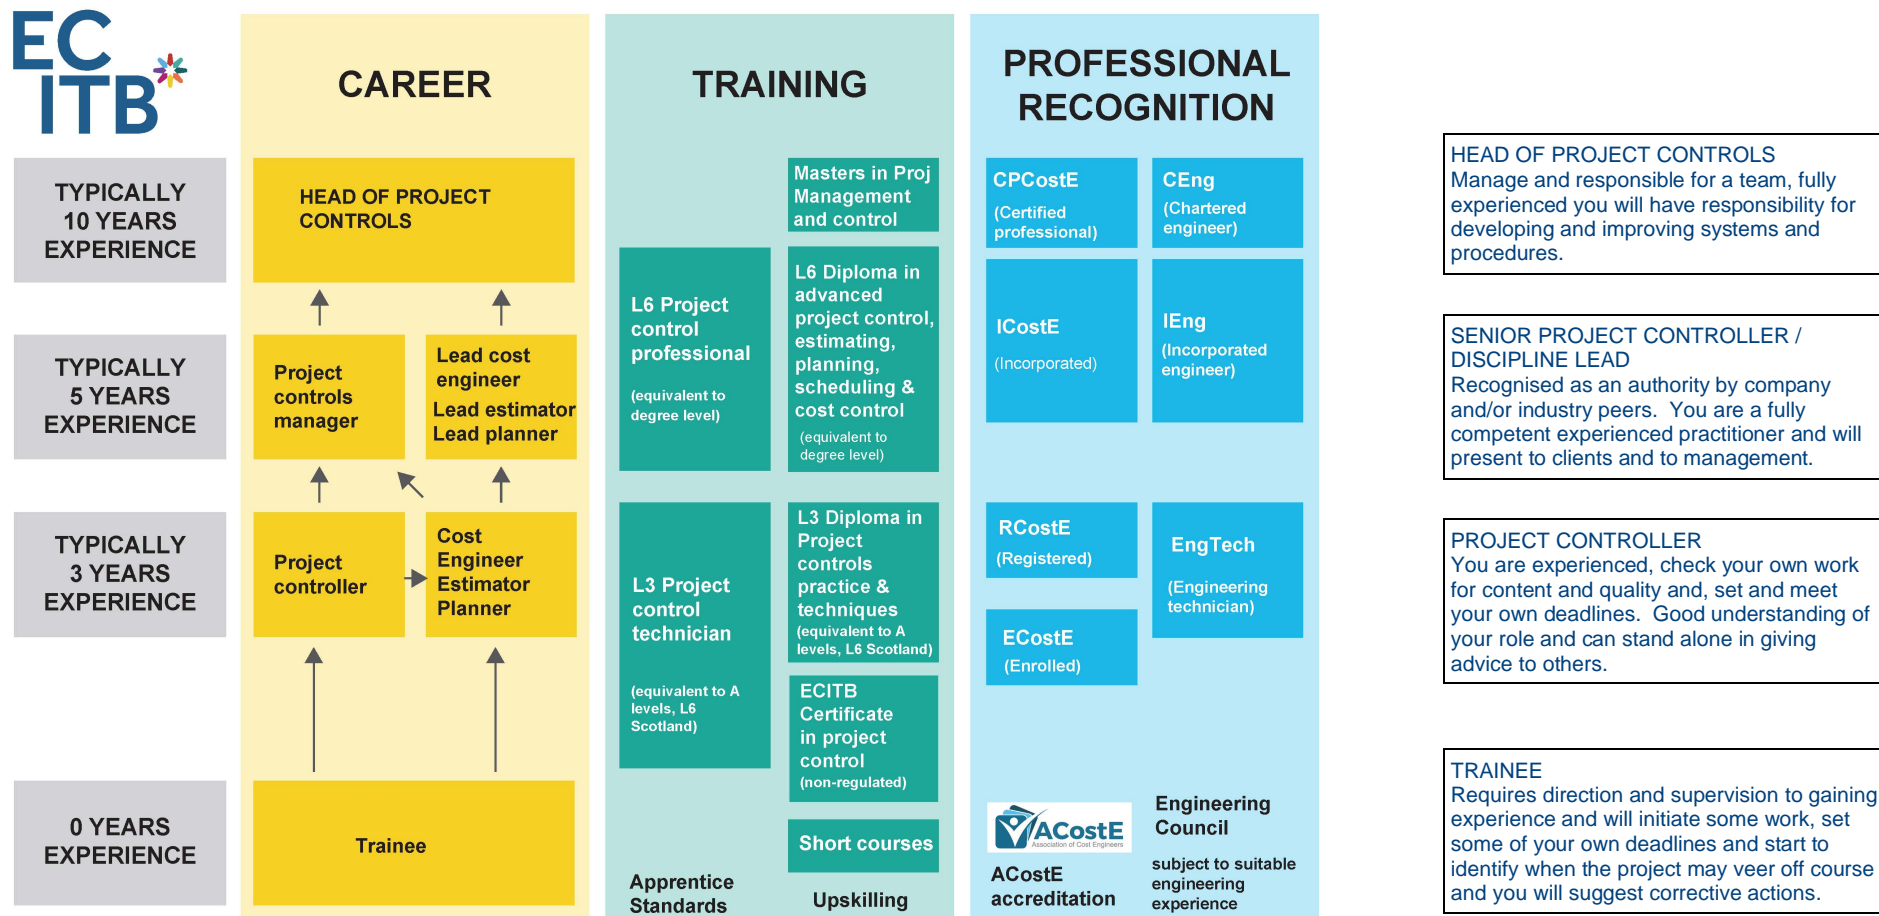 EC
ITB
CAREER
TRAINING
PROFESSIONAL
RECOGNITION
TYPICALLY
10 YEARS
EXPERIENCE
HEAD OF PROJECT
CONTROLS
TYPICALLY
5 YEARS
EXPERIENCE
Project
controls
manager
Lead cost
engineer
Lead estimator
Lead planner
TYPICALLY
3 YEARS
EXPERIENCE
Project
controller
Cost
Engineer
Estimator
Planner
0 YEARS
EXPERIENCE
Trainee
L6 Project
control
professional
(equivalent to
degree level)
L3 Project
control
technician
(equivalent to A
levels, L6
Scotland)
Apprentice
Standards
Masters in Proj
Management
and control
L6 Diploma in
advanced
project control,
estimating,
planning,
scheduling &
cost control
(equivalent to
degree level)
L3 Diploma in
Project
controls
practice &
techniques
(equivalent to A
levels, L6 Scotland)
ECITB
Certificate
in project
control
(non-regulated)
Short courses
Upskilling
CPCostE
(Certified
professional)
ICostE
(Incorporated)
RCostE
(Registered)
ECostE
(Enrolled)
ACostE
Association of Cost Engineers
ACostE
accreditation
CEng
(Chartered
engineer)
IEng
(Incorporated
engineer)
EngTech
(Engineering
technician)
Engineering
Council
subject to suitable
engineering
experience
HEAD OF PROJECT CONTROLS
Manage and responsible for a team, fully
experienced you will have responsibility for
developing and improving systems and
procedures.
SENIOR PROJECT CONTROLLER /
DISCIPLINE LEAD
Recognised as an authority by company
and/or industry peers.  You are a fully
competent experienced practitioner and will
present to clients and to management.
PROJECT CONTROLLER
You are experienced, check your own work
for content and quality and, set and meet
your own deadlines.  Good understanding of
your role and can stand alone in giving
advice to others.
TRAINEE
Requires direction and supervision to gaining
experience and will initiate some work, set
some of your own deadlines and start to
identify when the project may veer off course
and you will suggest corrective actions.